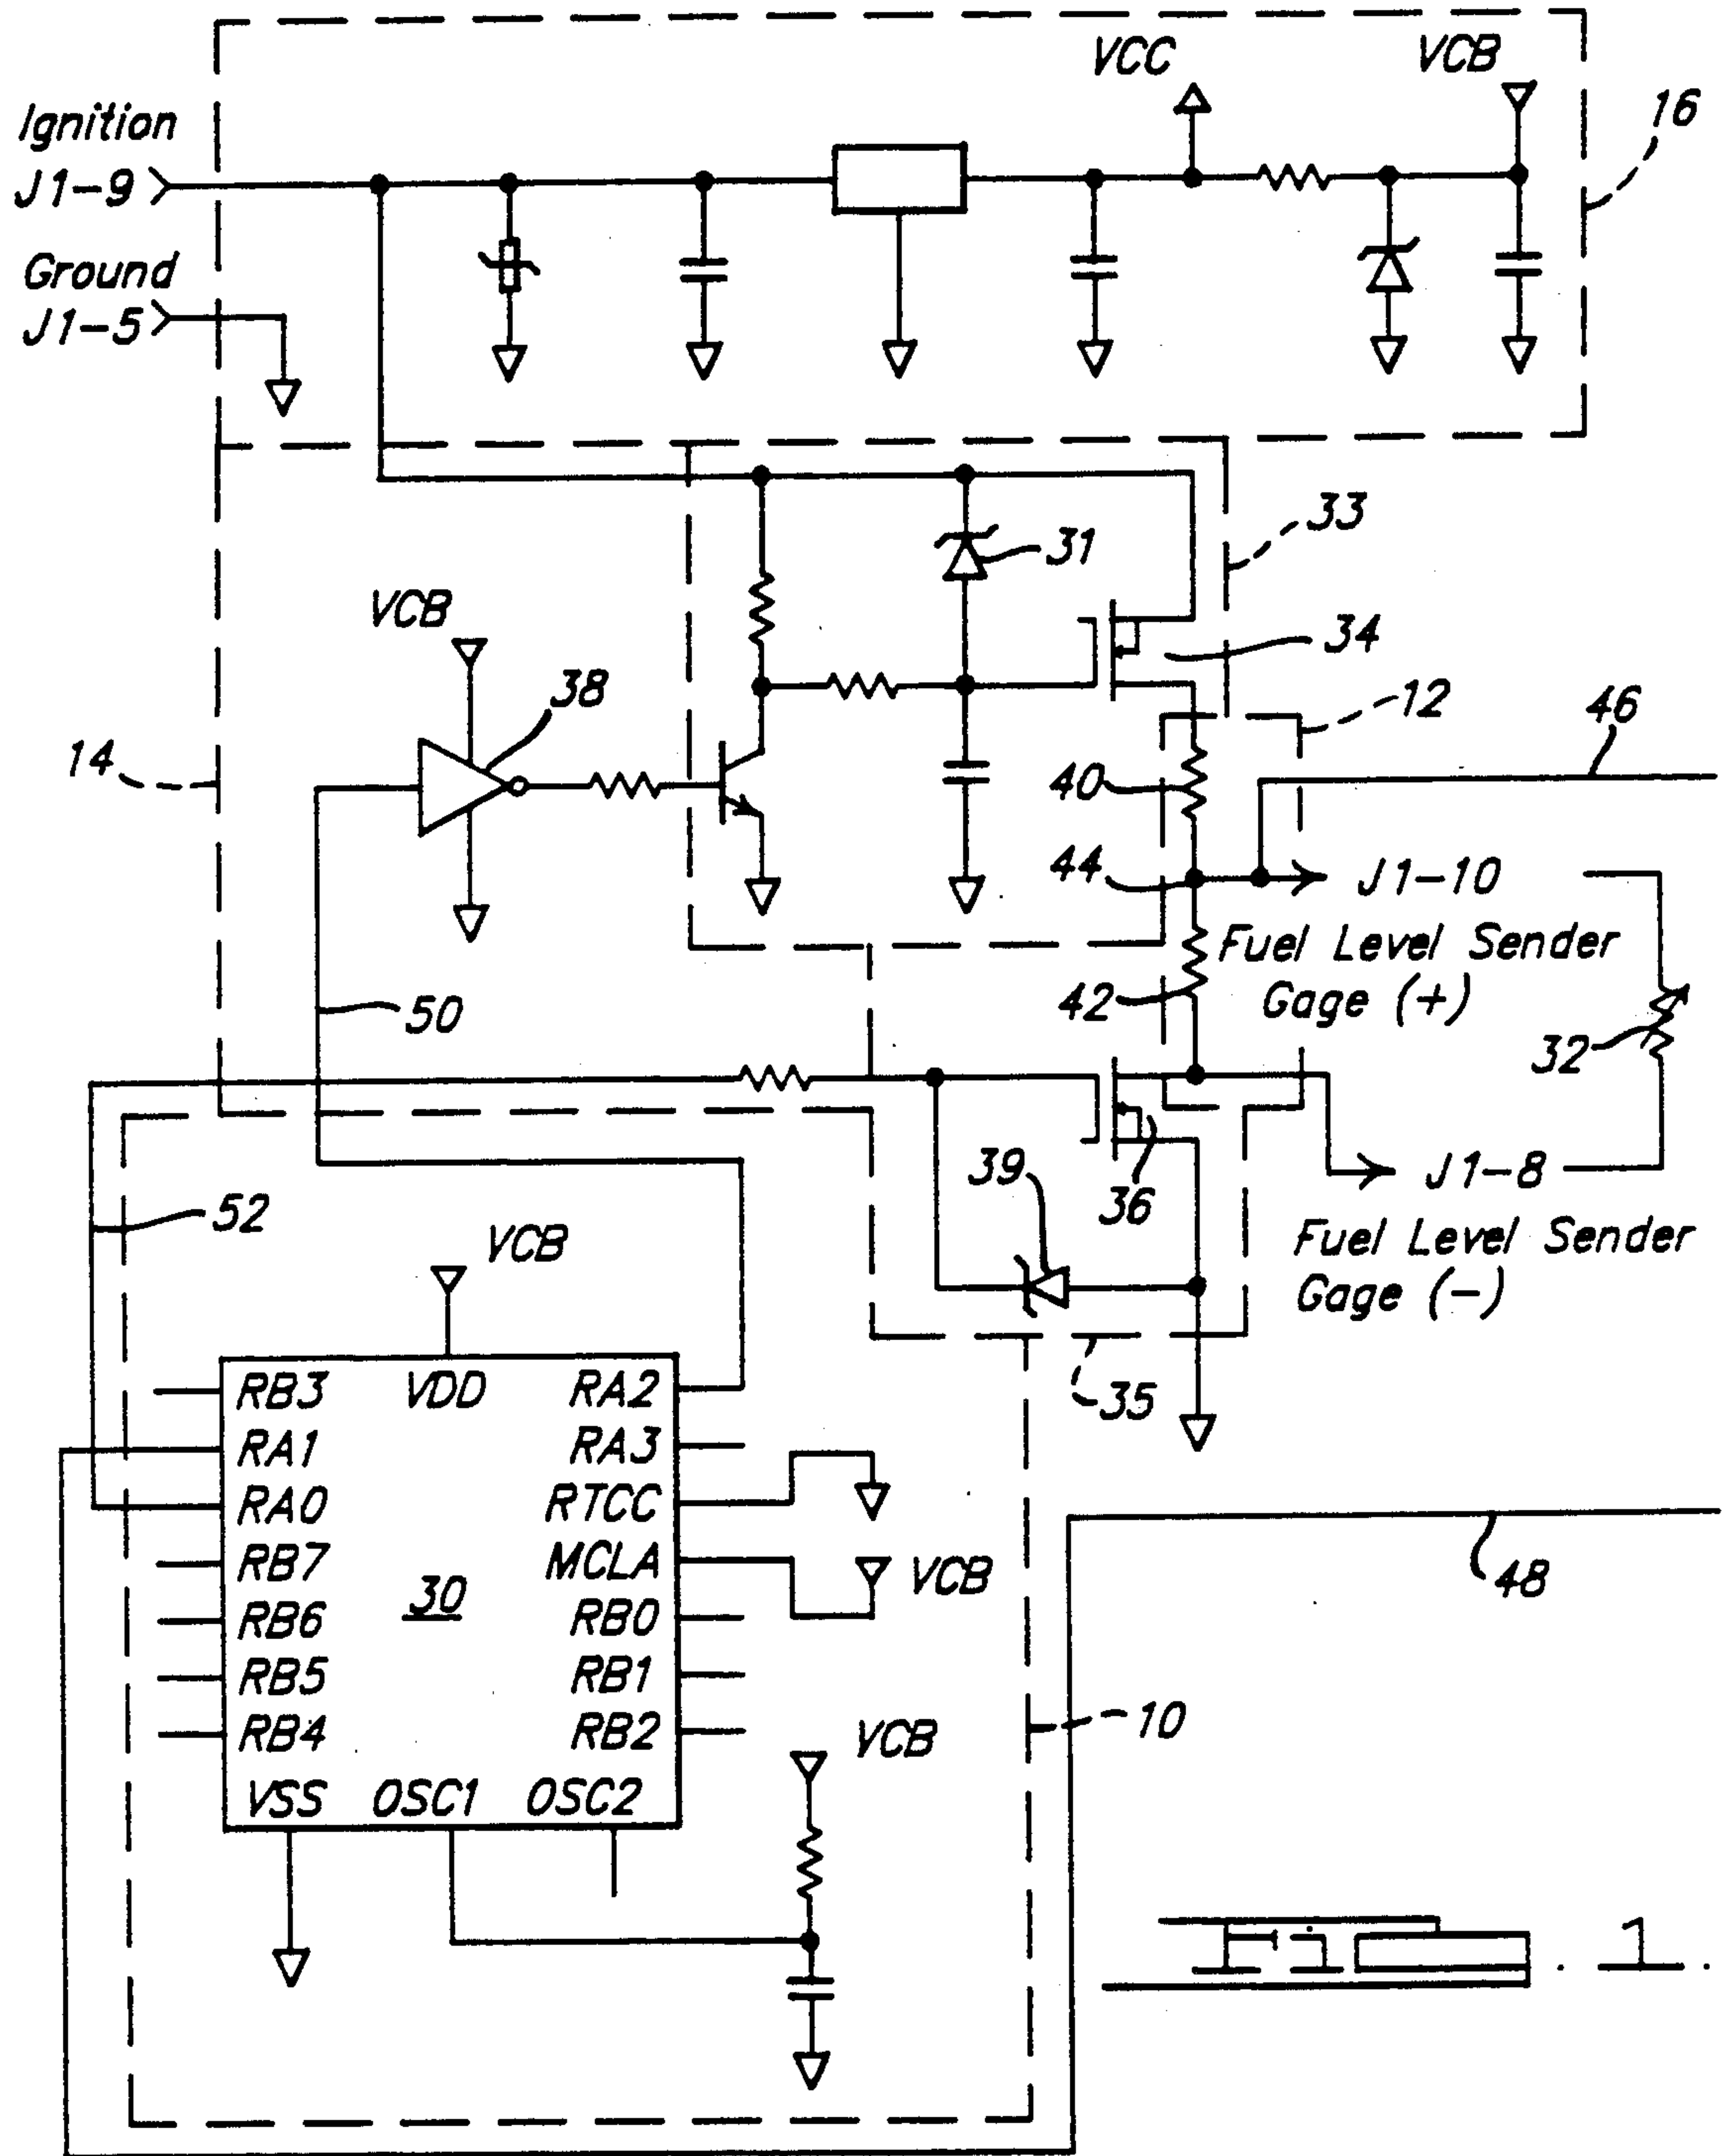 VCC
VCB
16
Ignition
J1-9
Ground
J1-5
33
31
VCB
34
38
12
46
14
40
44
J1-10
Fuel Level Sender
Gage (+)
50
42
32
39
36
J1-8
52
VCB
Fuel Level Sender
Gage (-)
35
RB3 VDD RA2
RA1 RA3
RA0 RTCC
RB7 MCLA
VCB
48
30
RB6 RB0
RB5 RB1
RB4 RB2
10
VCB
VSS OSC1 OSC2
Fig. 1.